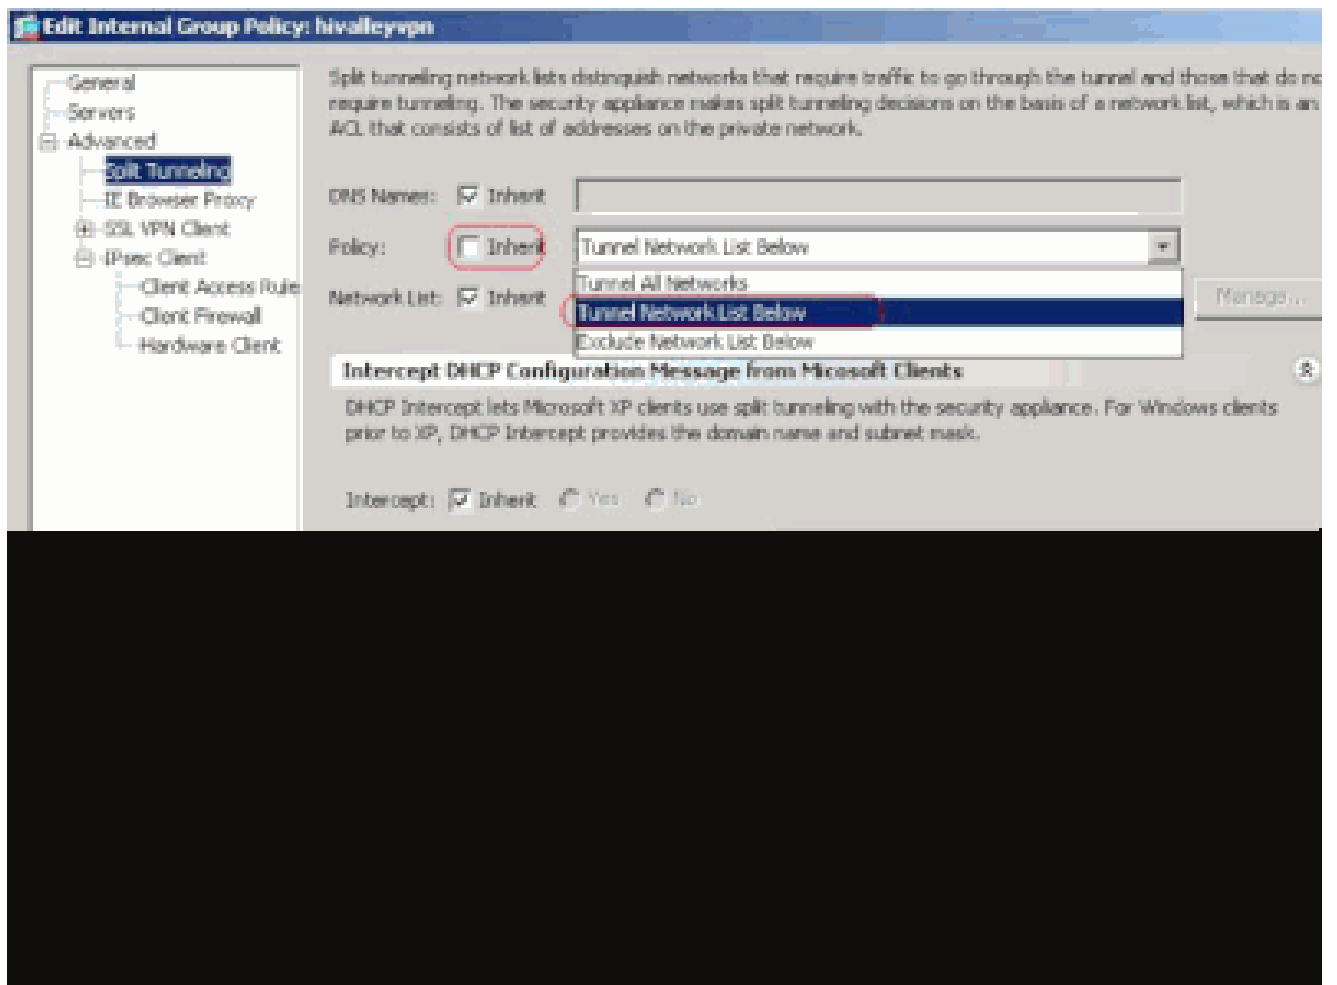 Edit Internal Group Policy: hivalleyvpn
General
Servers
Advanced
Split Tunneling
IE Browser Proxy
SSL VPN Client
IPsec Client
Client Access Rule
Client Firewall
Hardware Client
Split tunneling network lists distinguish networks that require traffic to go through the tunnel and those that do no
require tunneling. The security appliance makes split tunneling decisions on the basis of a network list, which is an
ACL that consists of list of addresses on the private network.
DNS Names: Inherit
Policy: Inherit Tunnel Network List Below
Tunnel All Networks
Network List: Inherit Manage...
Tunnel Network List Below
Exclude Network List Below
Intercept DHCP Configuration Message from Micosoft Clients
DHCP Intercept lets Microsoft XP clients use split tunneling with the security appliance. For Windows clients
prior to XP, DHCP Intercept provides the domain name and subnet mask.
Intercept: Inherit Yes No